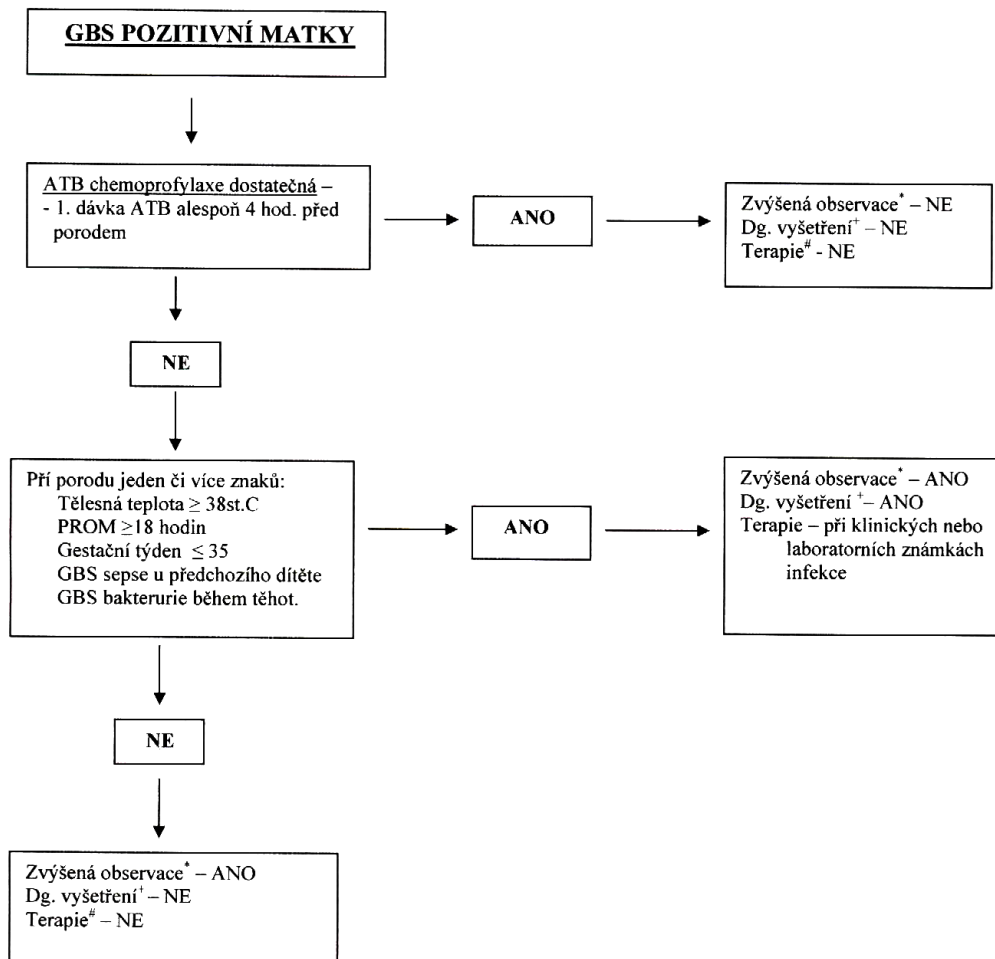 GBS POZITIVNÍ MATKY
ATB chemoprofylaxe dostatečná –
- 1. dávka ATB alespoň 4 hod. před
porodem
ANO
Zvýšená observace* – NE
Dg. vyšetření+ – NE
Terapie# - NE
NE
Pří porodu jeden či více znaků:
Tělesná teplota ≥ 38st.C
PROM ≥18 hodin
Gestační týden ≤ 35
GBS sepse u předchozího dítěte
GBS bakterurie během těhot.
ANO
Zvýšená observace* – ANO
Dg. vyšetření +– ANO
Terapie – při klinických nebo
laboratorních známkách
infekce
NE
Zvýšená observace* – ANO
Dg. vyšetření+ – NE
Terapie# – NE